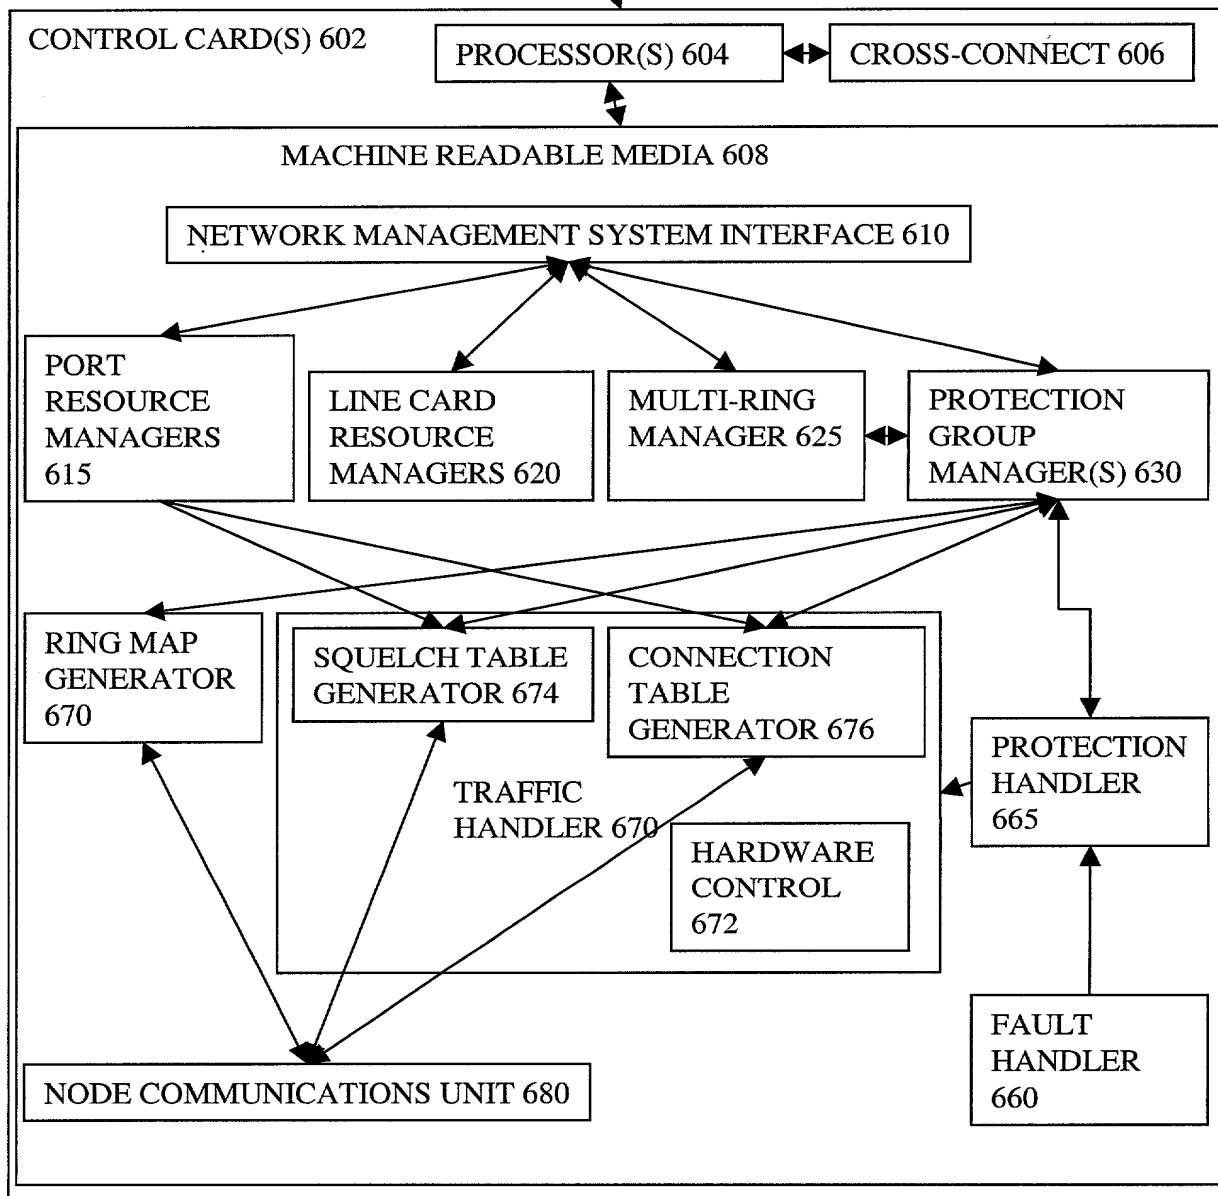 CONTROL CARD(S) 602
PROCESSOR(S) 604
CROSS-CONNECT 606
MACHINE READABLE MEDIA 608
NETWORK MANAGEMENT SYSTEM INTERFACE 610
PORT
RESOURCE
MANAGERS
615
LINE CARD
RESOURCE
MANAGERS 620
MULTI-RING
MANAGER 625
PROTECTION
GROUP
MANAGER(S) 630
RING MAP
GENERATOR
670
SQUELCH TABLE
GENERATOR 674
CONNECTION
TABLE
GENERATOR 676
TRAFFIC
HANDLER 670
HARDWARE
CONTROL
672
PROTECTION
HANDLER
665
FAULT
HANDLER
660
NODE COMMUNICATIONS UNIT 680